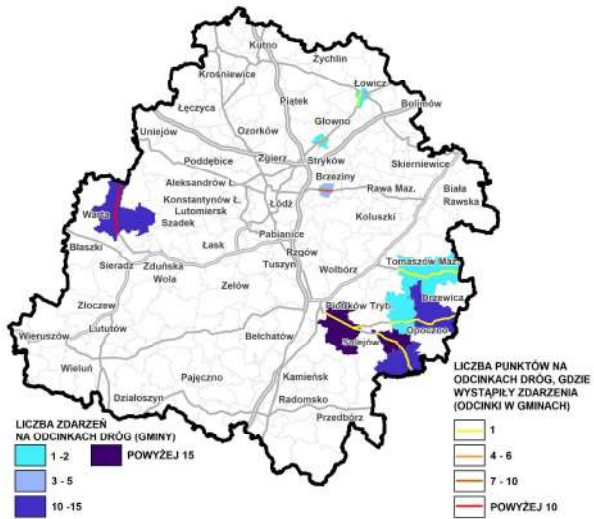 Kutno
Żychlin
Krośniewice
Łowicz
Piątek
Łęczyca
Bolimów
Głowno
Uniejów
Ozorków
Stryków
Skierniewice
Poddębice
Zgierz
Brzeziny
Aleksandrów Ł.
Rawa Maz.
Biała
Rawska
Konstantynów Ł.
Łódź
Lutomiersk
Warta
Szadek
Koluszki
Pabianice
Błaszki
Łask
Rzgów
Tuszyn
Wolbórz
Tomaszów Maz.
Sieradz
Zduńska
Wola
Zelów
Drzewica
Złoczew
Piotrków Tryb
Opoczno
Lututów
Wieruszów
Bełchatów
Sulejów
Wieluń
Pajęczno
Kamieńsk
Działoszyn
Radomsko
Przedbórz
LICZBA ZDARZEŃ
NA ODCINKACH DRÓG (GMINY)
1 -2
POWYŻEJ 15
3 - 5
10 -15
LICZBA PUNKTÓW NA
ODCINKACH DRÓG, GDZIE
WYSTĄPIŁY ZDARZENIA
(ODCINKI W GMINACH)
1
4 - 6
7 - 10
POWYŻEJ 10